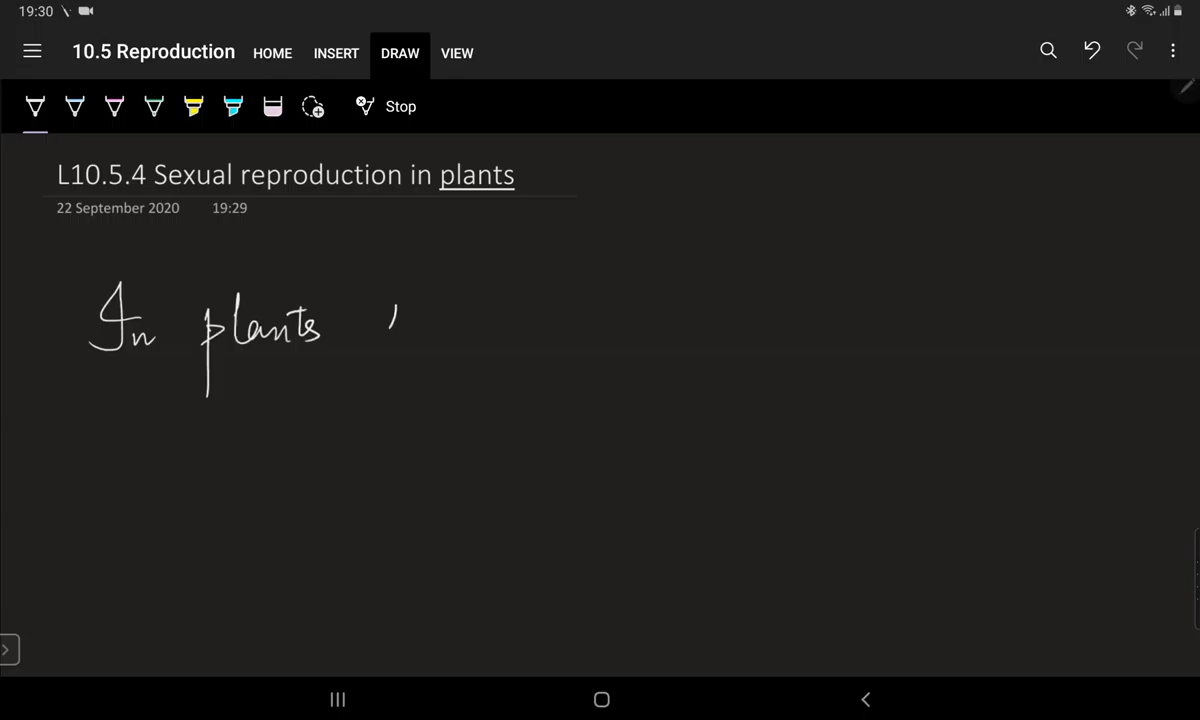 19:30
10.5 Reproduction HOME INSERT DRAW VIEW
Stop
L10.5.4 Sexual reproduction in plants
22 September 2020 19:29
In plants